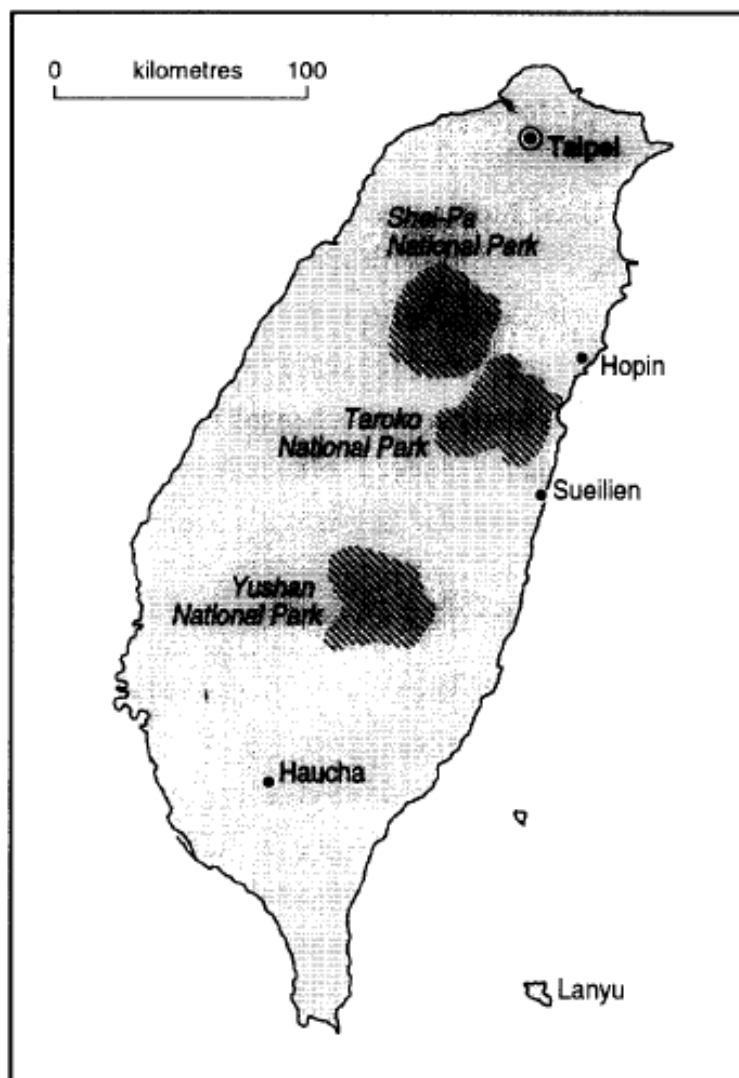 0 kilometres 100
Taipei
Shei-Pa
National Park
Hopin
Taroko
National Park
Sueilien
Yushan
National Park
Haucha
Lanyu